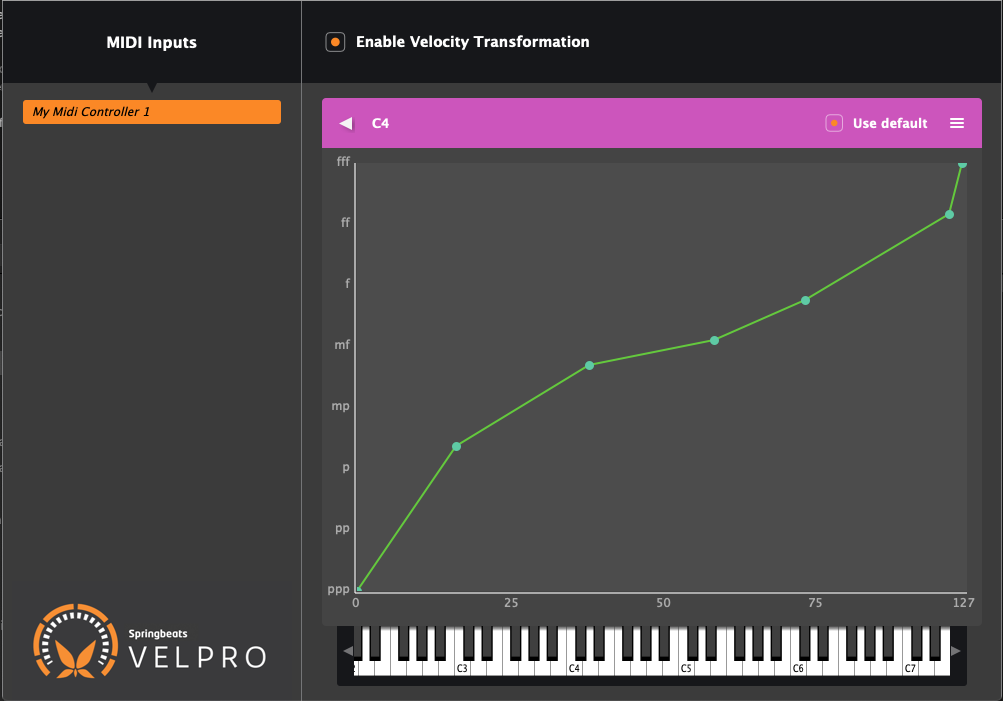 MIDI Inputs
Enable Velocity Transformation
My Midi Controller 1
C4
Use default
fff
ff
f
mf
mp
p
pp
ppp
0 25 50 75 127
C3 C4 C5 C6 C7
Springbeats
VELPRO